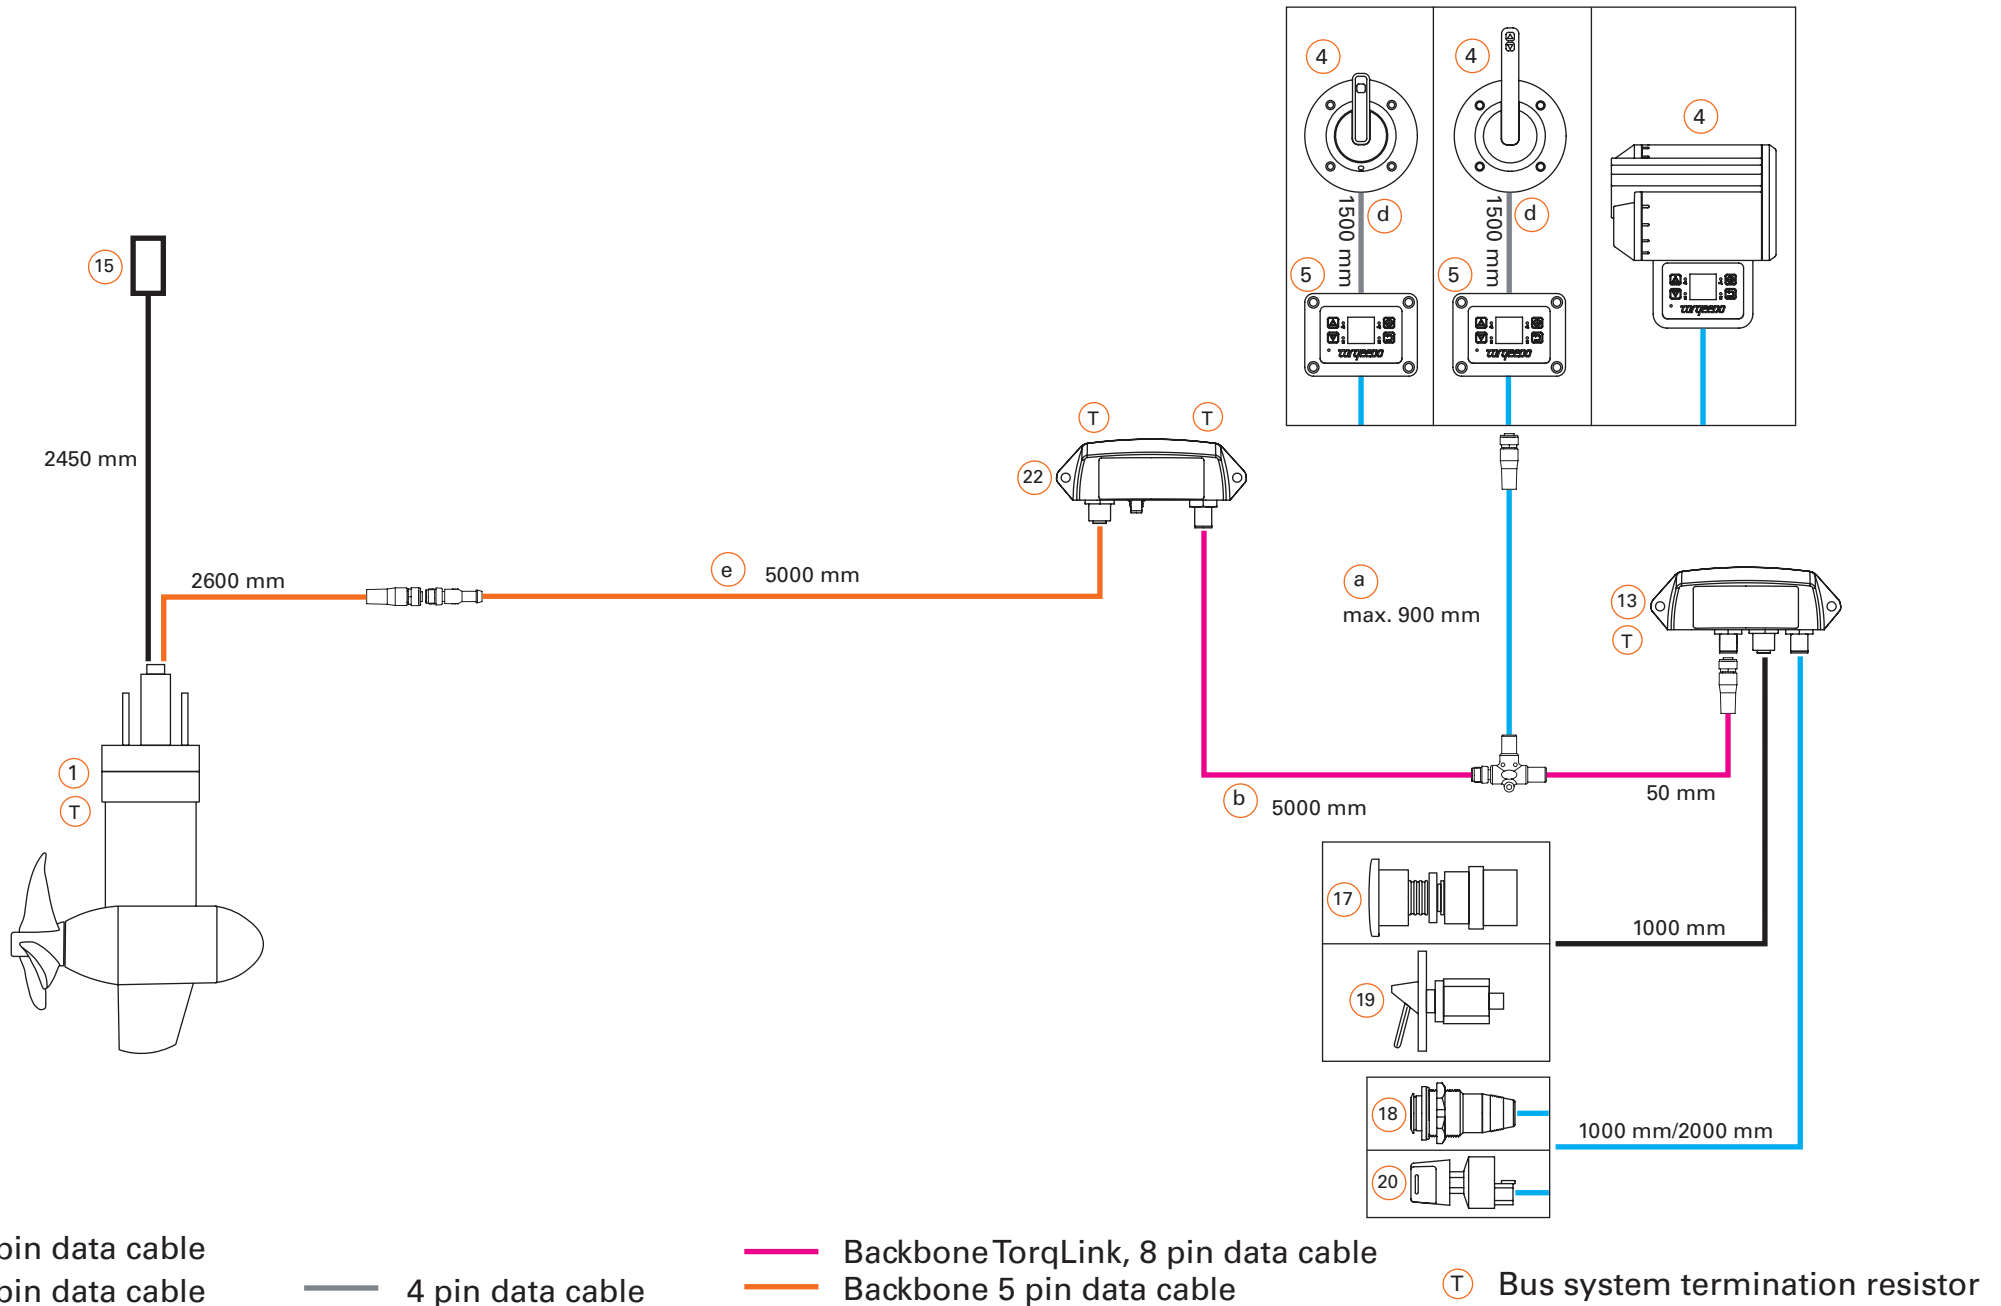 4
4
4
1500 mm
d
1500 mm
d
5
5
torqeedo
torqeedo
torqeedo
15
2450 mm
T
T
22
2600 mm
e
5000 mm
a
max. 900 mm
13
T
1
T
b
5000 mm
50 mm
17
1000 mm
19
18
1000 mm/2000 mm
20
pin data cable
pin data cable
4 pin data cable
Backbone TorqLink, 8 pin data cable
Backbone 5 pin data cable
T Bus system termination resistor